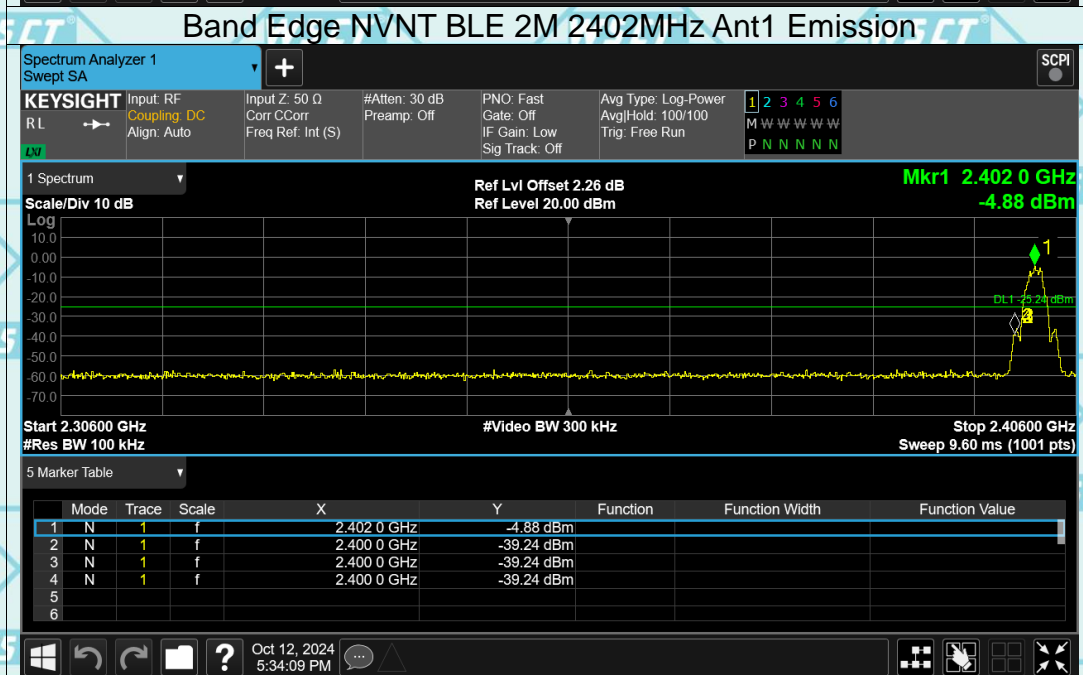 Band Edge NVNT BLE 2M 2402MHz Ant1 Emission
Spectrum Analyzer 1
Swept SA
+
SCPI
KEYSIGHT
R L
LXI
Input: RF
Coupling: DC
Align: Auto
Input Z: 50 Ω
Corr CCorr
Freq Ref: Int (S)
#Atten: 30 dB
Preamp: Off
PNO: Fast
Gate: Off
IF Gain: Low
Sig Track: Off
Avg Type: Log-Power
Avg|Hold: 100/100
Trig: Free Run
1 2 3 4 5 6
M W W W W W
P N N N N N
1 Spectrum
Scale/Div 10 dB
Ref Lvl Offset 2.26 dB
Ref Level 20.00 dBm
Mkr1 2.402 0 GHz
-4.88 dBm
Log
10.0
0.00
-10.0
-20.0
-30.0
-40.0
-50.0
-60.0
-70.0
1
DL1 -25.24 dBm
Start 2.30600 GHz
#Res BW 100 kHz
#Video BW 300 kHz
Stop 2.40600 GHz
Sweep 9.60 ms (1001 pts)
5 Marker Table
Mode Trace Scale X Y Function Function Width Function Value
1 N 1 f 2.402 0 GHz -4.88 dBm
2 N 1 f 2.400 0 GHz -39.24 dBm
3 N 1 f 2.400 0 GHz -39.24 dBm
4 N 1 f 2.400 0 GHz -39.24 dBm
5
6
?
Oct 12, 2024
5:34:09 PM